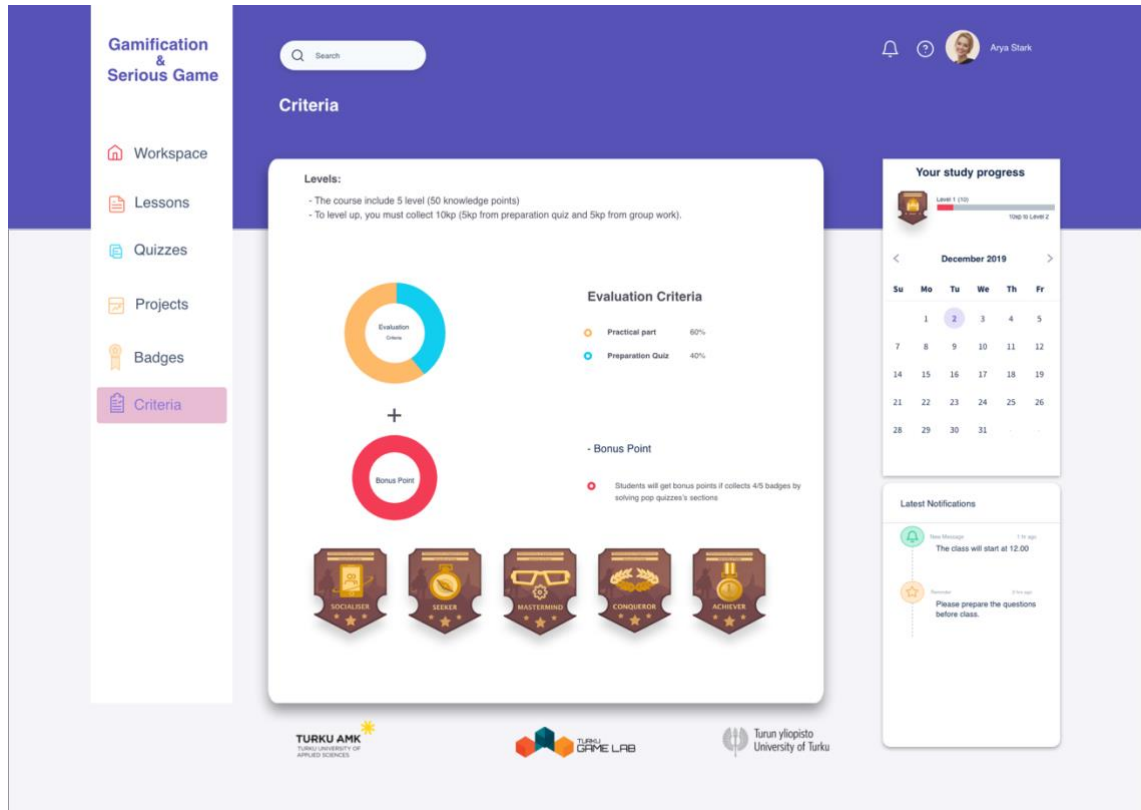 Gamification
&
Serious Game
Workspace
Lessons
Quizzes
Projects
Badges
Criteria
Search
Arya Stark
Criteria
Levels:
- The course include 5 level (50 knowledge points)
- To level up, you must collect 10kp (5kp from preparation quiz and 5kp from group work).
Evaluation
Criteria
Evaluation Criteria
Practical part 60%
Preparation Quiz 40%
+
Bonus Point
- Bonus Point
Students will get bonus points if collects 4/5 badges by
solving pop quizzes's sections
SOCIALISER
SEEKER
MASTERMIND
CONQUEROR
ACHIEVER
Your study progress
Level 1 (10)
10kp to Level 2
December 2019
Su Mo Tu We Th Fr
1 2 3 4 5
7 8 9 10 11 12
14 15 16 17 18 19
21 22 23 24 25 26
28 29 30 31
Latest Notifications
New Message 1 hr ago
The class will start at 12.00
Reminder 2 hrs ago
Please prepare the questions
before class.
TURKU AMK
TURKU UNIVERSITY OF
APPLIED SCIENCES
TURKU
GAME LAB
Turun yliopisto
University of Turku